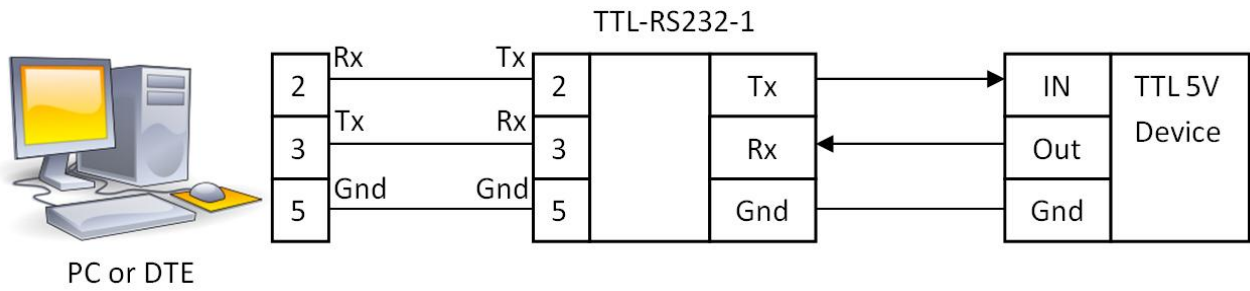 TTL-RS232-1
Rx Tx
2 2 Tx IN TTL 5V
Tx Rx Device
3 3 Rx Out
Gnd Gnd
5 5 Gnd Gnd
PC or DTE